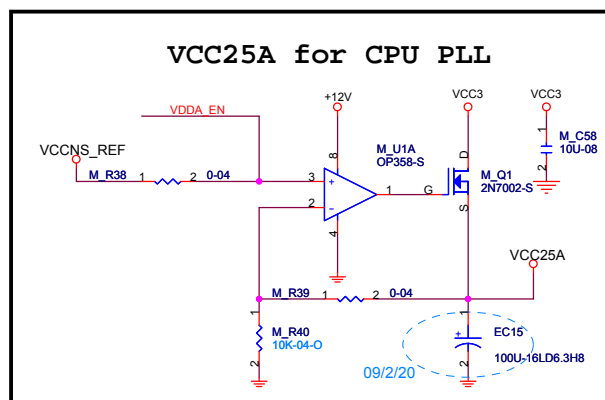 VCC25A for CPU PLL
+12V
VCC3
VCC3
VDDA_EN
VCCNS_REF
M_R38
1
2
0-04
8
M_U1A
OP358-S
3
+
2
-
1
4
G
D
S
M_Q1
2N7002-S
1
2
M_C58
10U-08
VCC25A
M_R39
1
2
0-04
1
M_R40
10K-04-O
2
1
+
EC15
100U-16LD6.3H8
2
09/2/20